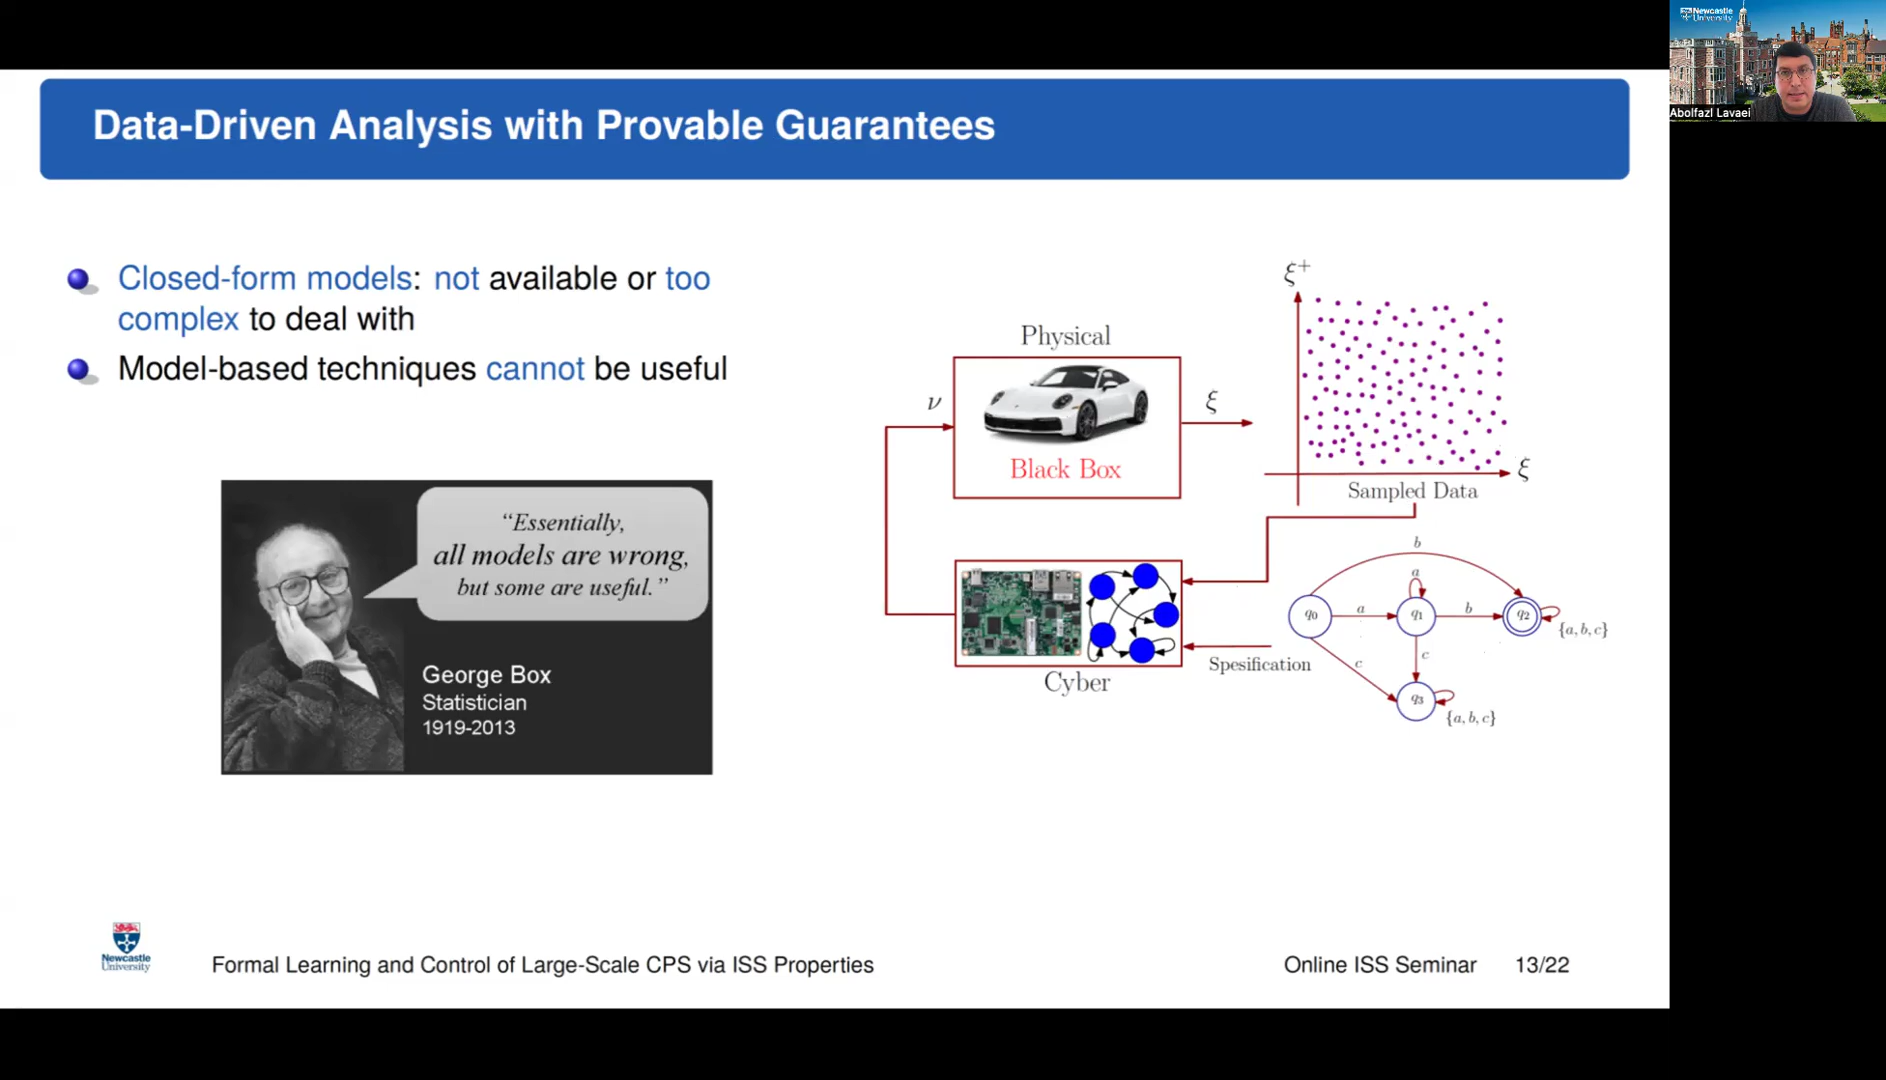 Data-Driven Analysis with Provable Guarantees
Closed-form models: not available or too
complex to deal with
Model-based techniques cannot be useful
“Essentially,
all models are wrong,
but some are useful.”
George Box
Statistician
1919-2013
Physical
ν
Black Box
ξ
ξ⁺
ξ
Sampled Data
Cyber
Spesification
b
a
q₀
a
q₁
b
q₂
{a, b, c}
c
c
q₃
{a, b, c}
Newcastle
University
Formal Learning and Control of Large-Scale CPS via ISS Properties
Online ISS Seminar
13/22
Newcastle
University
Abolfazl Lavaei